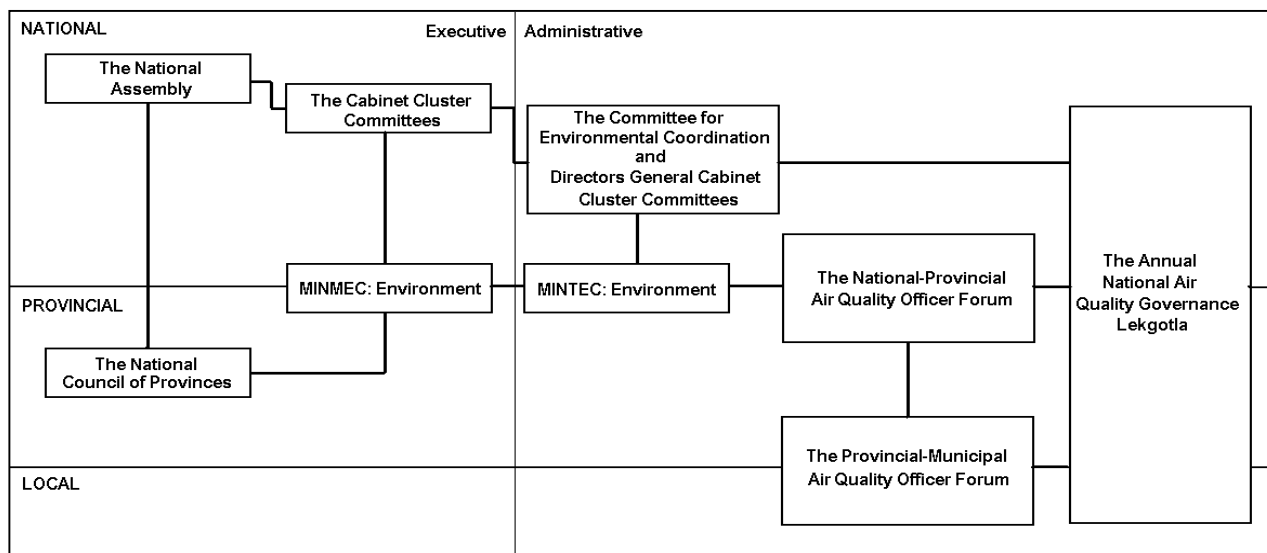 NATIONAL
Executive
Administrative
The National
Assembly
The Cabinet Cluster
Committees
The Committee for
Environmental Coordination
and
Directors General Cabinet
Cluster Committees
MINMEC: Environment
MINTEC: Environment
The National-Provincial
Air Quality Officer Forum
The Annual
National Air
Quality Governance
Lekgotla
PROVINCIAL
The National
Council of Provinces
The Provincial-Municipal
Air Quality Officer Forum
LOCAL